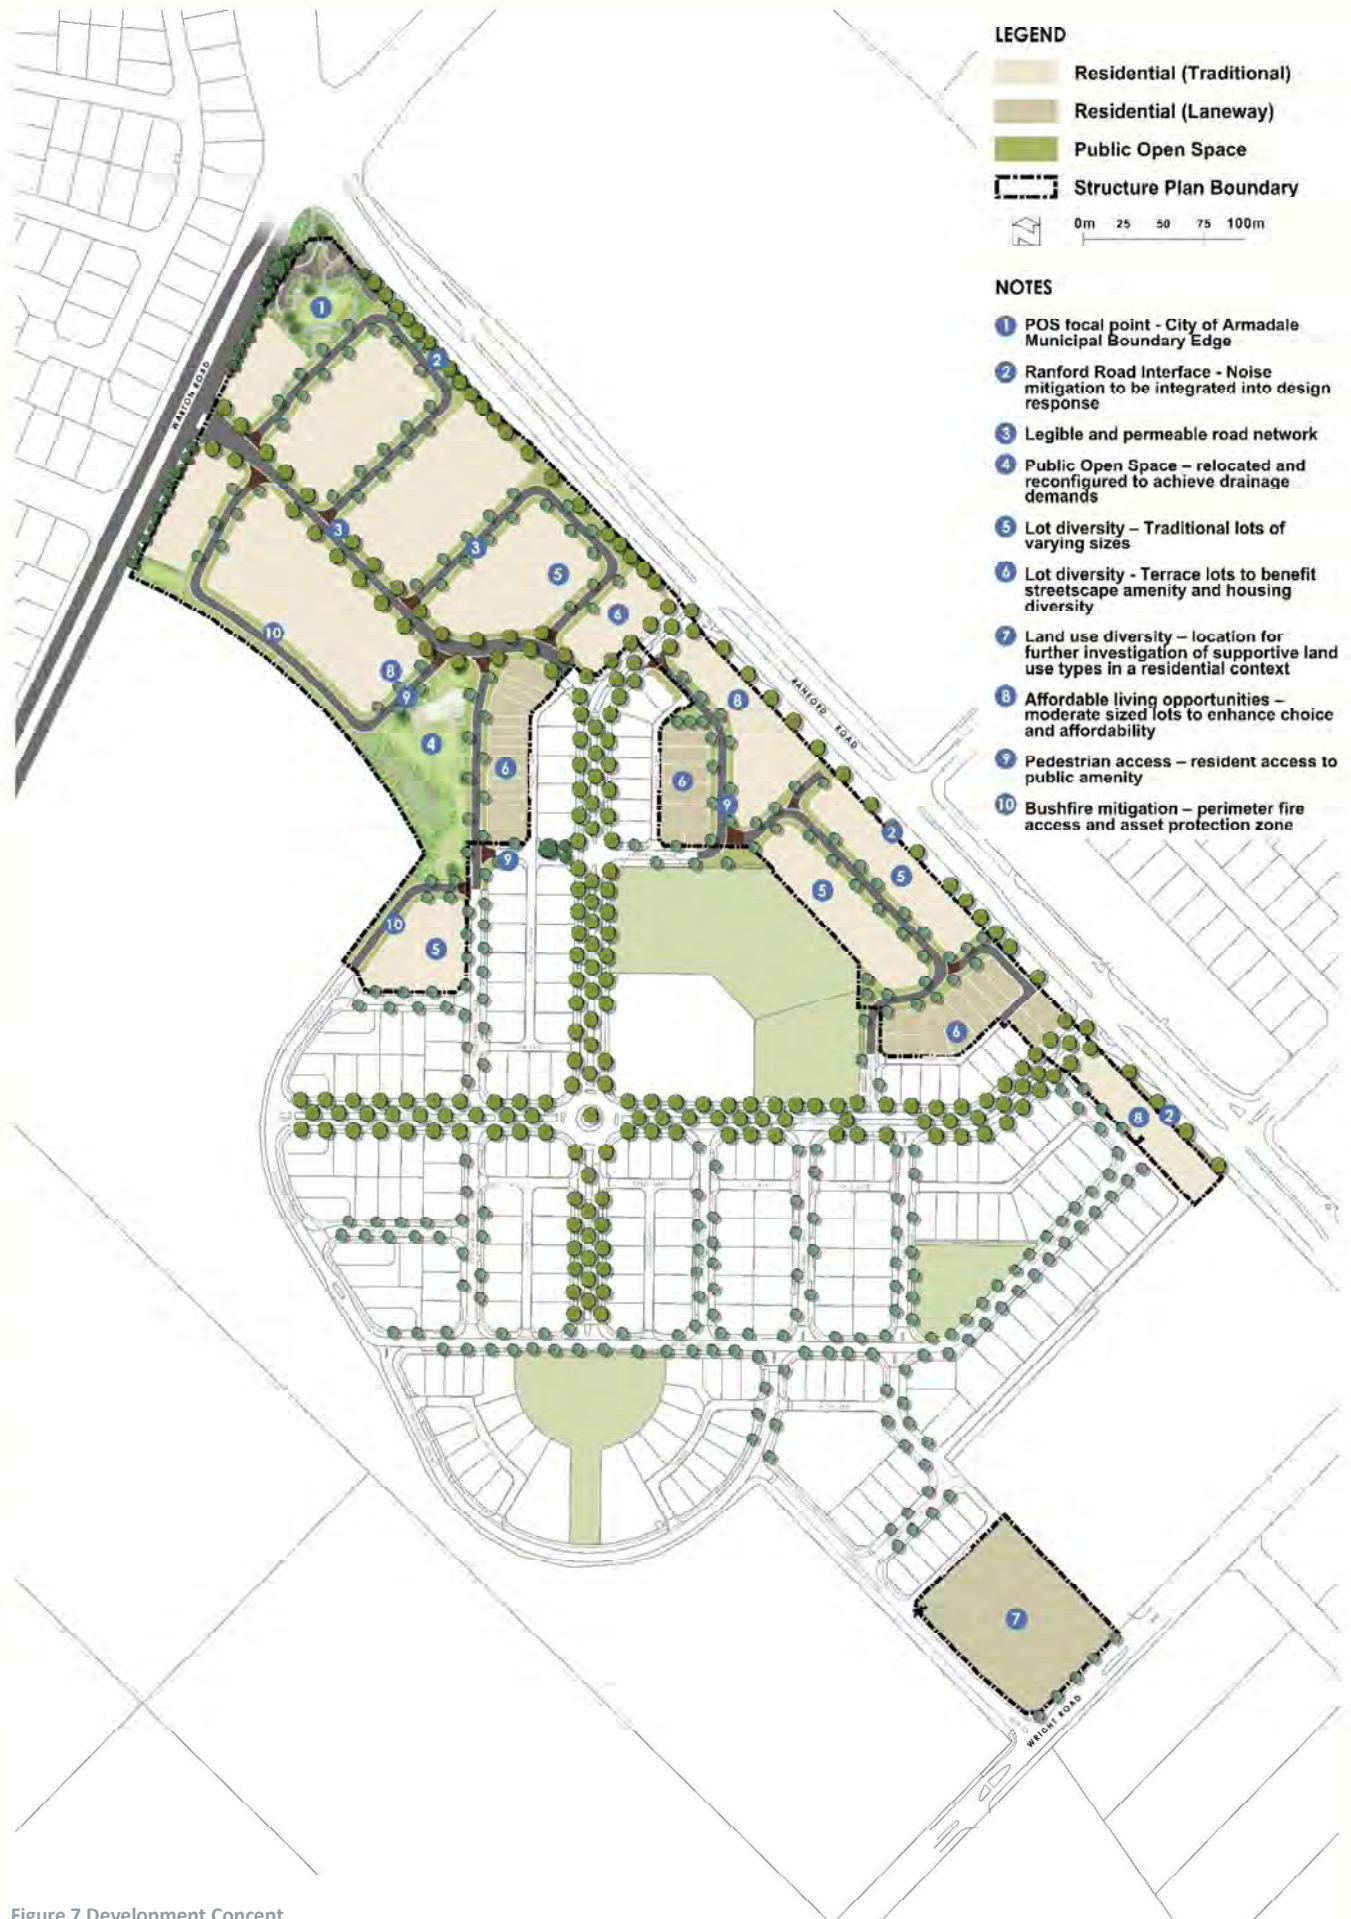 LEGEND
Residential (Traditional)
Residential (Laneway)
Public Open Space
Structure Plan Boundary
0m 25 50 75 100m
NOTES
1 POS focal point - City of Armadale
Municipal Boundary Edge
2 Ranford Road Interface - Noise
mitigation to be integrated into design
response
3 Legible and permeable road network
4 Public Open Space – relocated and
reconfigured to achieve drainage
demands
5 Lot diversity – Traditional lots of
varying sizes
6 Lot diversity - Terrace lots to benefit
streetscape amenity and housing
diversity
7 Land use diversity – location for
further investigation of supportive land
use types in a residential context
8 Affordable living opportunities –
moderate sized lots to enhance choice
and affordability
9 Pedestrian access – resident access to
public amenity
10 Bushfire mitigation – perimeter fire
access and asset protection zone
1
2
WARTON ROAD
3
3
5
6
10
8
9
RANFORD ROAD
8
4
6
6
9
2
9
5
5
10
5
6
8
2
7
WRIGHT ROAD
Figure 7 Development Concept